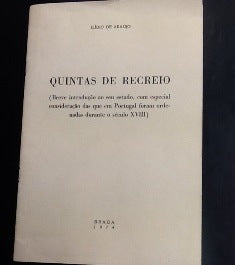 ILÍDIO DE ARAÚJO
QUINTAS DE RECREIO
(Breve introdução ao seu estudo, com especial
consideração das que em Portugal foram orde-
nadas durante o século XVIII)
BRAGA
1974